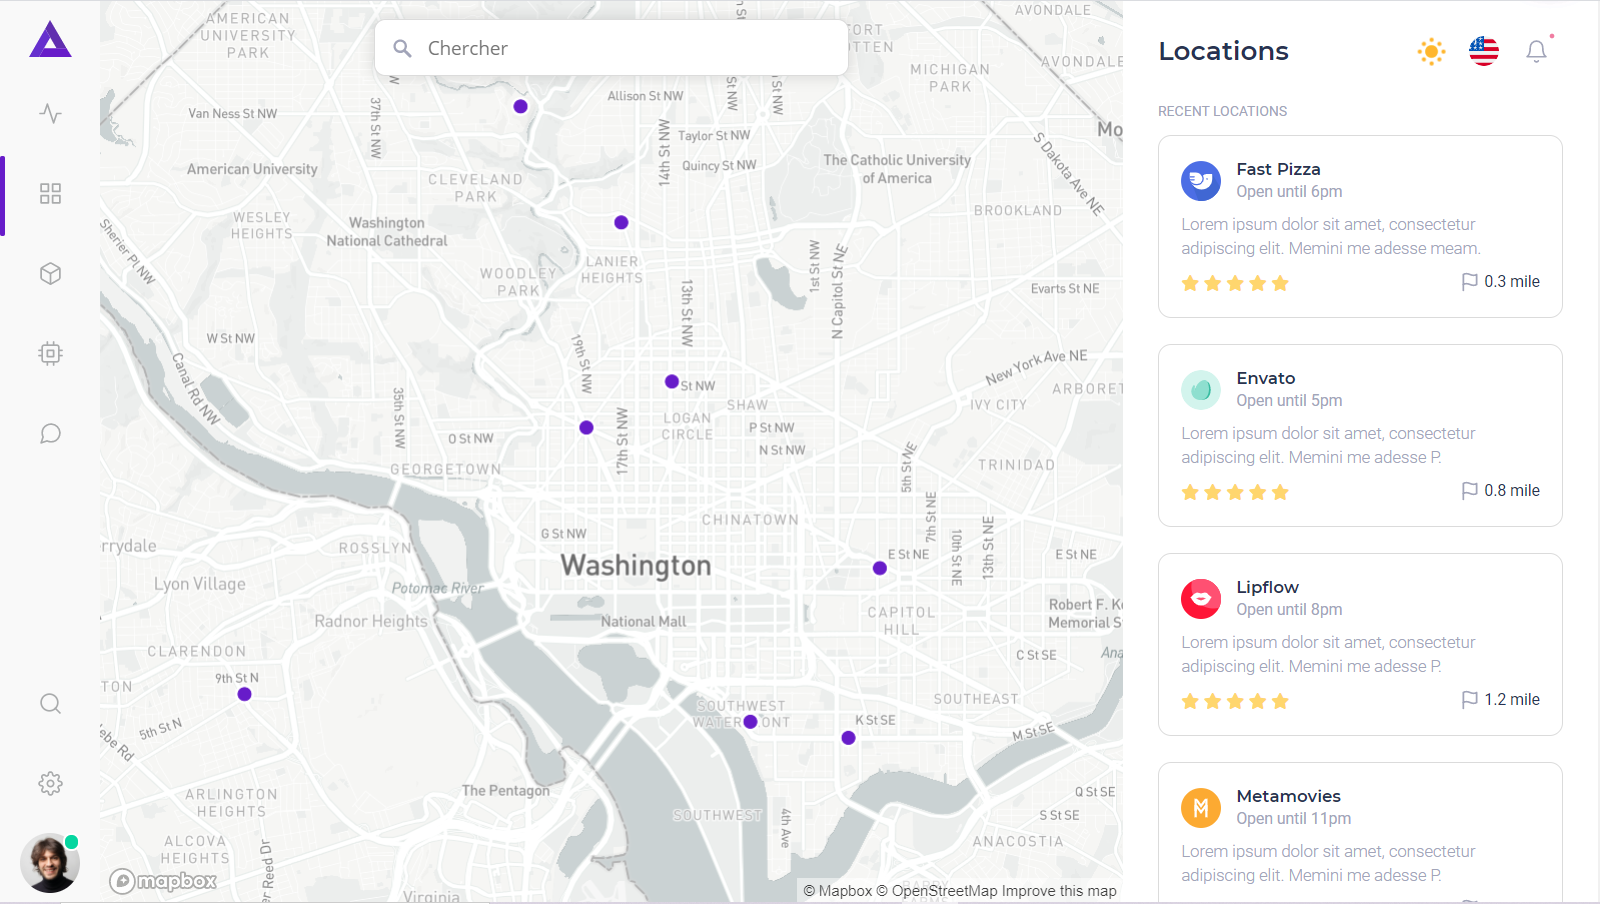 Chercher
AMERICAN
UNIVERSITY
PARK
AVONDALE
MICHIGAN
PARK
AVONDALE
Van Ness St NW
37th St NW
Allison St NW
Taylor St NW
Quincy St NW
14th St NW
American University
CLEVELAND
PARK
The Catholic University
of America
S Dakota Ave NE
BROOKLAND
WESLEY
HEIGHTS
Washington
National Cathedral
Sherier Pl NW
WOODLEY
PARK
LANIER
HEIGHTS
1st St NW
N Capitol St NE
Evarts St NE
13th St NW
W St NW
19th St NW
Canal Rd NW
35th St NW
New York Ave NE
ARBORET
St NW
SHAW
IVY CITY
LOGAN
CIRCLE
P St NW
17th St NW
O St NW
N St NW
GEORGETOWN
5th St NE
TRINIDAD
7th St NE
CHINATOWN
G St NW
10th St NE
13th St NE
rrydale
ROSSLYN
E St NE
E St NE
Washington
Lyon Village
Potomac River
Radnor Heights
National Mall
CAPITOL
HILL
Robert F. K
Memorial S
CLARENDON
C St SE
Ana
TON
9th St N
SOUTHEAST
SOUTHWEST
WATERFRONT
K St SE
5th St N
M St SE
ebe Rd
The Pentagon
Q St SE
ARLINGTON
HEIGHTS
SOUTHWEST
4th Ave
S St SE
ALCOVA
HEIGHTS
ANACOSTIA
Reed Dr
Virginia
mapbox
© Mapbox © OpenStreetMap Improve this map
Locations
RECENT LOCATIONS
Fast Pizza
Open until 6pm
Lorem ipsum dolor sit amet, consectetur
adipiscing elit. Memini me adesse meam.
0.3 mile
Envato
Open until 5pm
Lorem ipsum dolor sit amet, consectetur
adipiscing elit. Memini me adesse P.
0.8 mile
Lipflow
Open until 8pm
Lorem ipsum dolor sit amet, consectetur
adipiscing elit. Memini me adesse P.
1.2 mile
Metamovies
Open until 11pm
Lorem ipsum dolor sit amet, consectetur
adipiscing elit. Memini me adesse P.